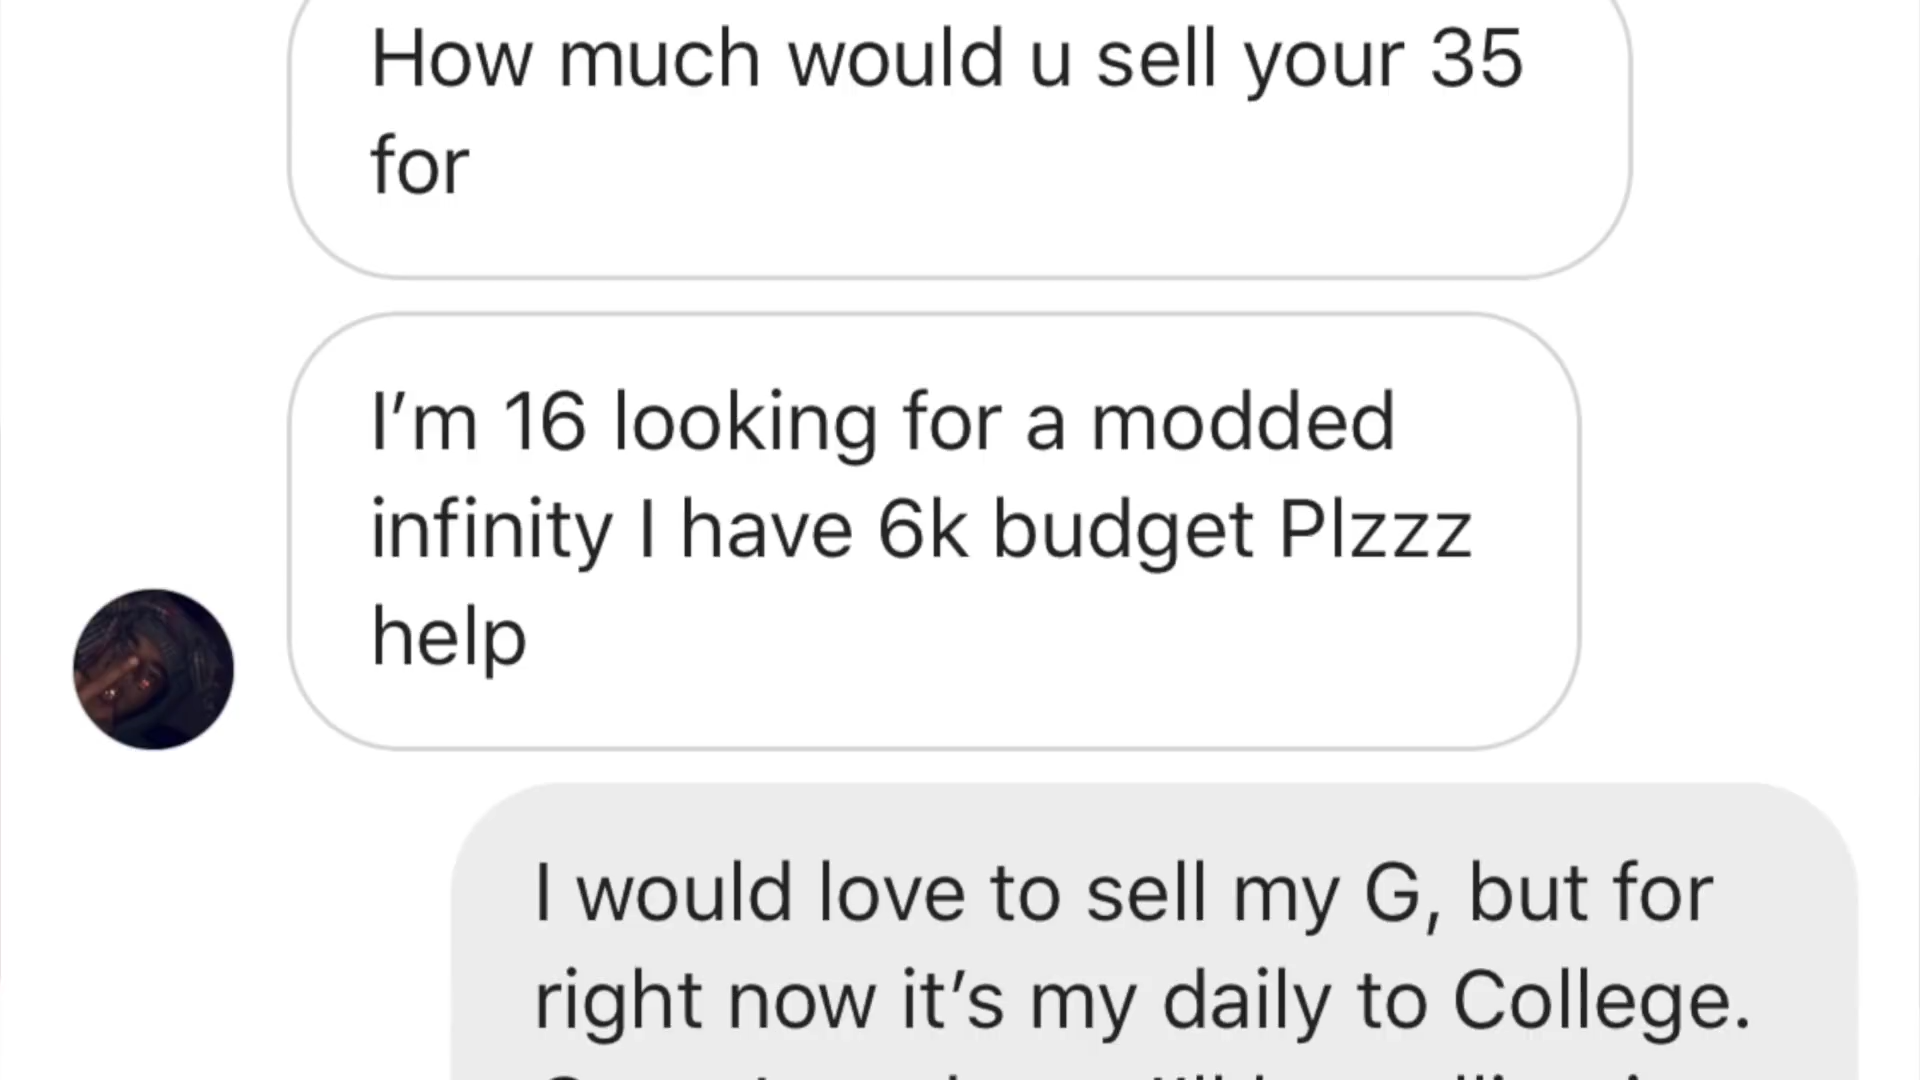 How much would u sell your 35
for
I’m 16 looking for a modded
infinity I have 6k budget Plzzz
help
I would love to sell my G, but for
right now it’s my daily to College.